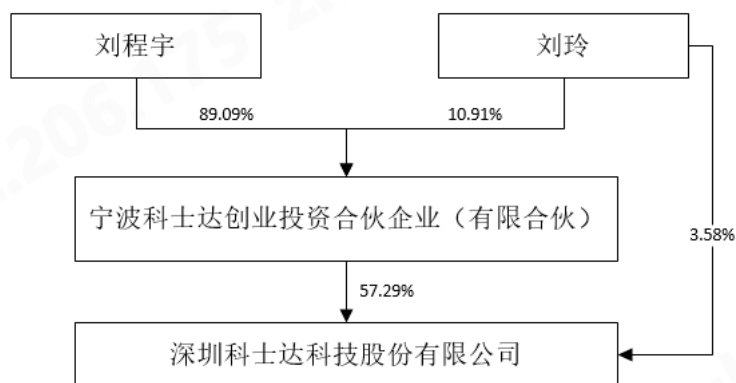 刘程宇
刘玲
89.09%
10.91%
宁波科士达创业投资合伙企业（有限合伙）
3.58%
57.29%
深圳科士达科技股份有限公司